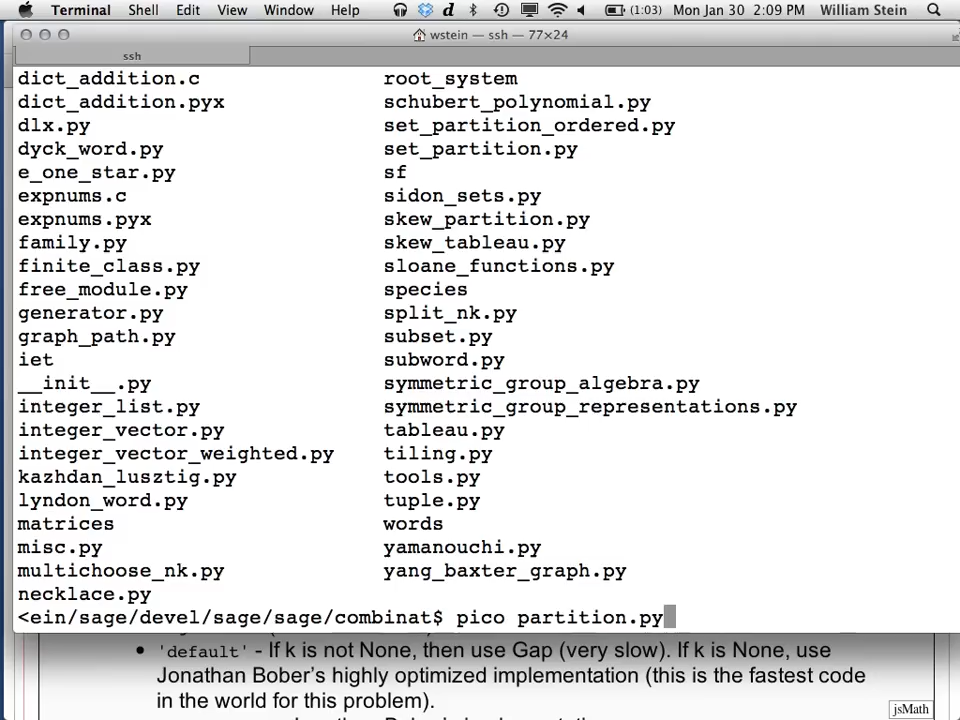 Terminal Shell Edit View Window Help (1:03) Mon Jan 30 2:09 PM William Stein
wstein — ssh — 77×24
ssh
dict_addition.c root_system
dict_addition.pyx schubert_polynomial.py
dlx.py set_partition_ordered.py
dyck_word.py set_partition.py
e_one_star.py sf
expnums.c sidon_sets.py
expnums.pyx skew_partition.py
family.py skew_tableau.py
finite_class.py sloane_functions.py
free_module.py species
generator.py split_nk.py
graph_path.py subset.py
iet subword.py
__init__.py symmetric_group_algebra.py
integer_list.py symmetric_group_representations.py
integer_vector.py tableau.py
integer_vector_weighted.py tiling.py
kazhdan_lusztig.py tools.py
lyndon_word.py tuple.py
matrices words
misc.py yamanouchi.py
multichoose_nk.py yang_baxter_graph.py
necklace.py
<ein/sage/devel/sage/sage/combinat$ pico partition.py
'default' - If k is not None, then use Gap (very slow). If k is None, use
Jonathan Bober's highly optimized implementation (this is the fastest code
in the world for this problem).
jsMath